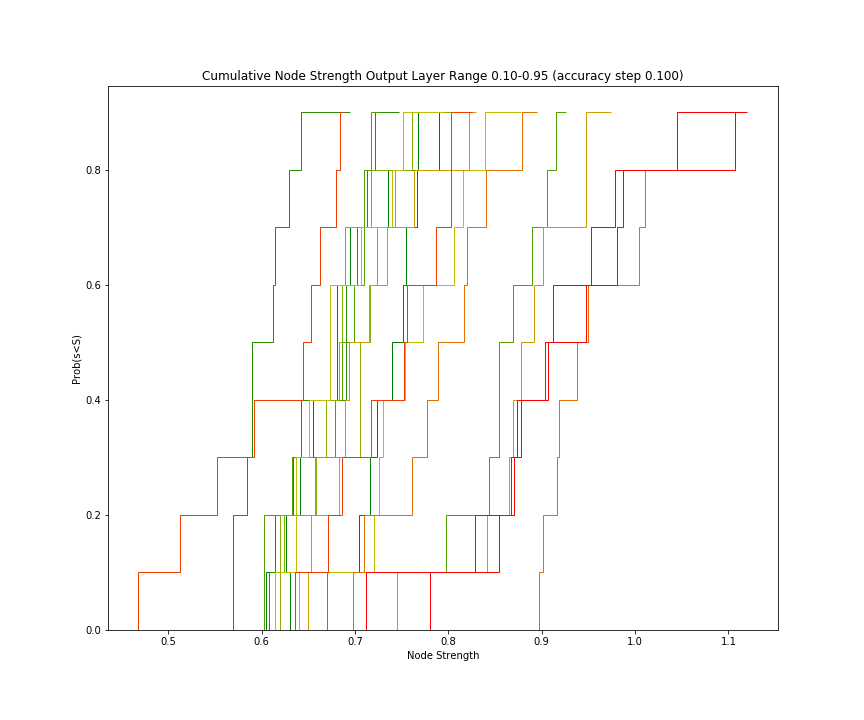 Cumulative Node Strength Output Layer Range 0.10-0.95 (accuracy step 0.100)
0.8
0.6
0.4
0.2
0.0
Prob(s<S)
0.5 0.6 0.7 0.8 0.9 1.0 1.1
Node Strength